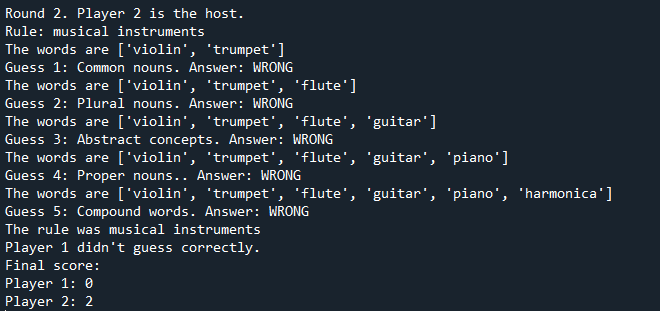 Round 2. Player 2 is the host.
Rule: musical instruments
The words are ['violin', 'trumpet']
Guess 1: Common nouns. Answer: WRONG
The words are ['violin', 'trumpet', 'flute']
Guess 2: Plural nouns. Answer: WRONG
The words are ['violin', 'trumpet', 'flute', 'guitar']
Guess 3: Abstract concepts. Answer: WRONG
The words are ['violin', 'trumpet', 'flute', 'guitar', 'piano']
Guess 4: Proper nouns.. Answer: WRONG
The words are ['violin', 'trumpet', 'flute', 'guitar', 'piano', 'harmonica']
Guess 5: Compound words. Answer: WRONG
The rule was musical instruments
Player 1 didn't guess correctly.
Final score:
Player 1: 0
Player 2: 2